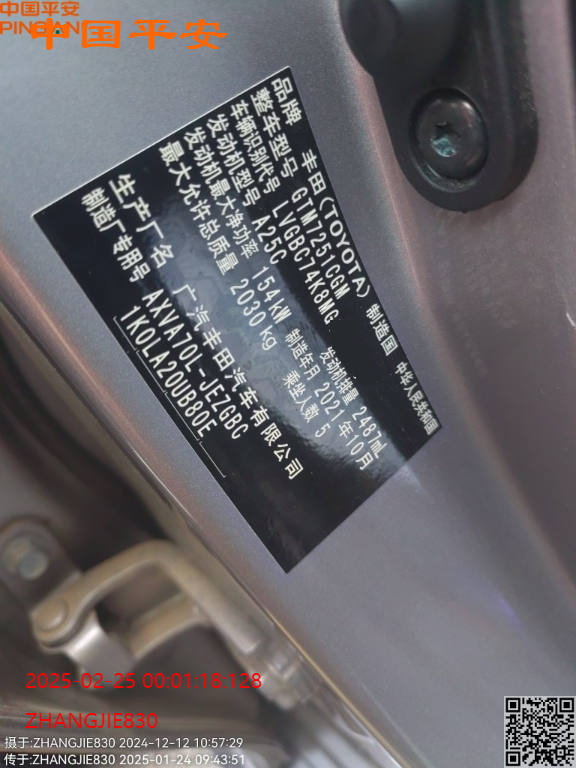 中国平安
PINGAN
中国平安
品牌 丰田(TOYOTA) 制造国 中华人民共和国
整车型号 GTM7251CGM
车辆识别代号 LVGBC74K8MG
发动机型号 A25C 发动机排量 2487mL
发动机最大净功率 154kW 制造年月 2021年10月
最大允许总质量 2030kg 乘坐人数 5
生产厂名 广汽丰田汽车有限公司
制造厂专用号 AXVA70L-JEZGBC
1K0LA20UB80E
2025-02-25 00:01:18:128
ZHANGJIE830
摄于:ZHANGJIE830 2024-12-12 10:57:29
传于:ZHANGJIE830 2025-01-24 09:43:51